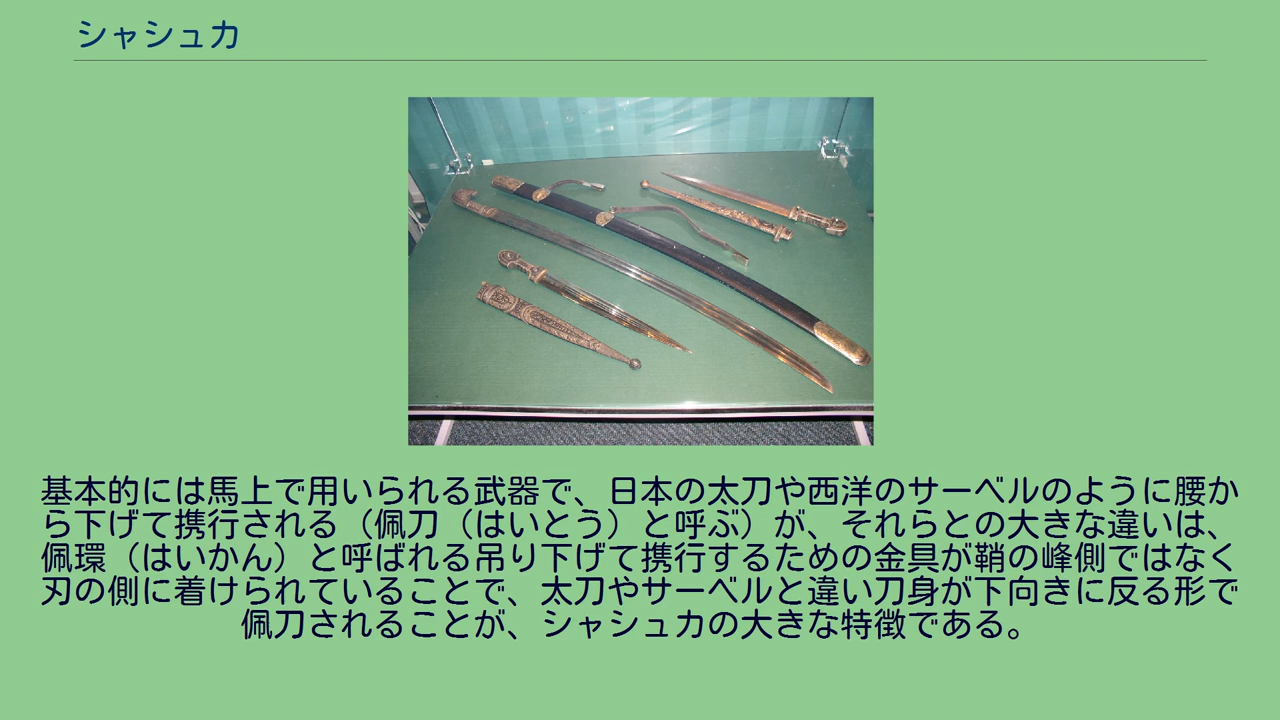 シャシュカ
基本的には馬上で用いられる武器で、日本の太刀や西洋のサーベルのように腰か
ら下げて携行される（佩刀（はいとう）と呼ぶ）が、それらとの大きな違いは、
佩環（はいかん）と呼ばれる吊り下げて携行するための金具が鞘の峰側ではなく
刃の側に着けられていることで、太刀やサーベルと違い刀身が下向きに反る形で
佩刀されることが、シャシュカの大きな特徴である。